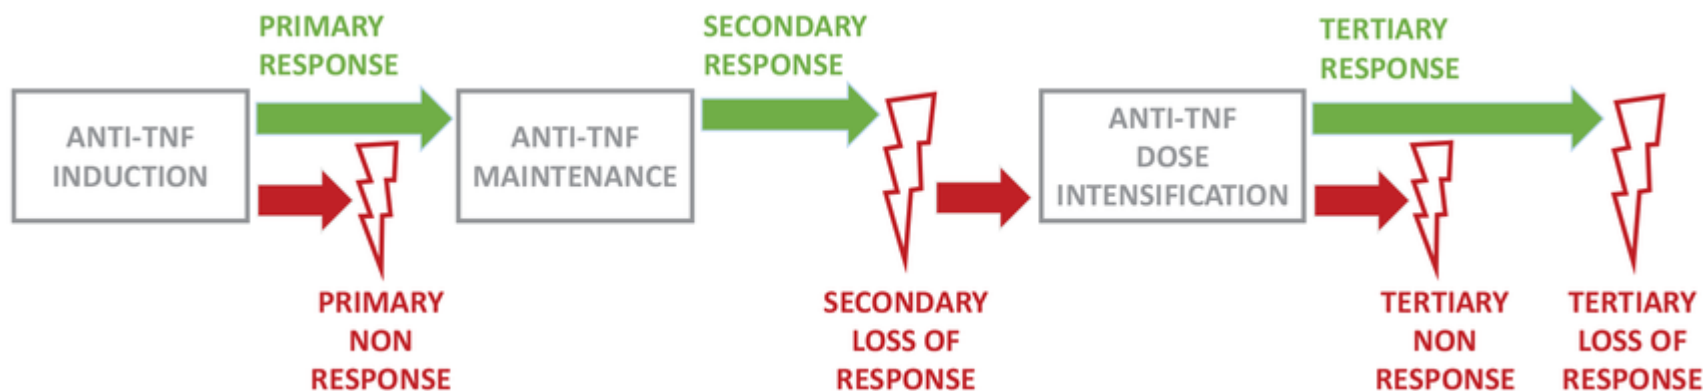 PRIMARY
RESPONSE
SECONDARY
RESPONSE
TERTIARY
RESPONSE
ANTI-TNF
INDUCTION
ANTI-TNF
MAINTENANCE
ANTI-TNF
DOSE
INTENSIFICATION
PRIMARY
NON
RESPONSE
SECONDARY
LOSS OF
RESPONSE
TERTIARY
NON
RESPONSE
TERTIARY
LOSS OF
RESPONSE